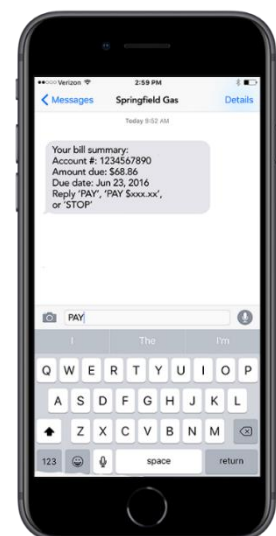 Verizon 2:59 PM
Messages Springfield Gas Details
Today 9:52 AM
Your bill summary:
Account #: 1234567890
Amount due: $68.86
Due date: Jun 23, 2016
Reply 'PAY', 'PAY $xxx.xx',
or 'STOP'
PAY
I The I'm
Q W E R T Y U I O P
A S D F G H J K L
Z X C V B N M
123 space return